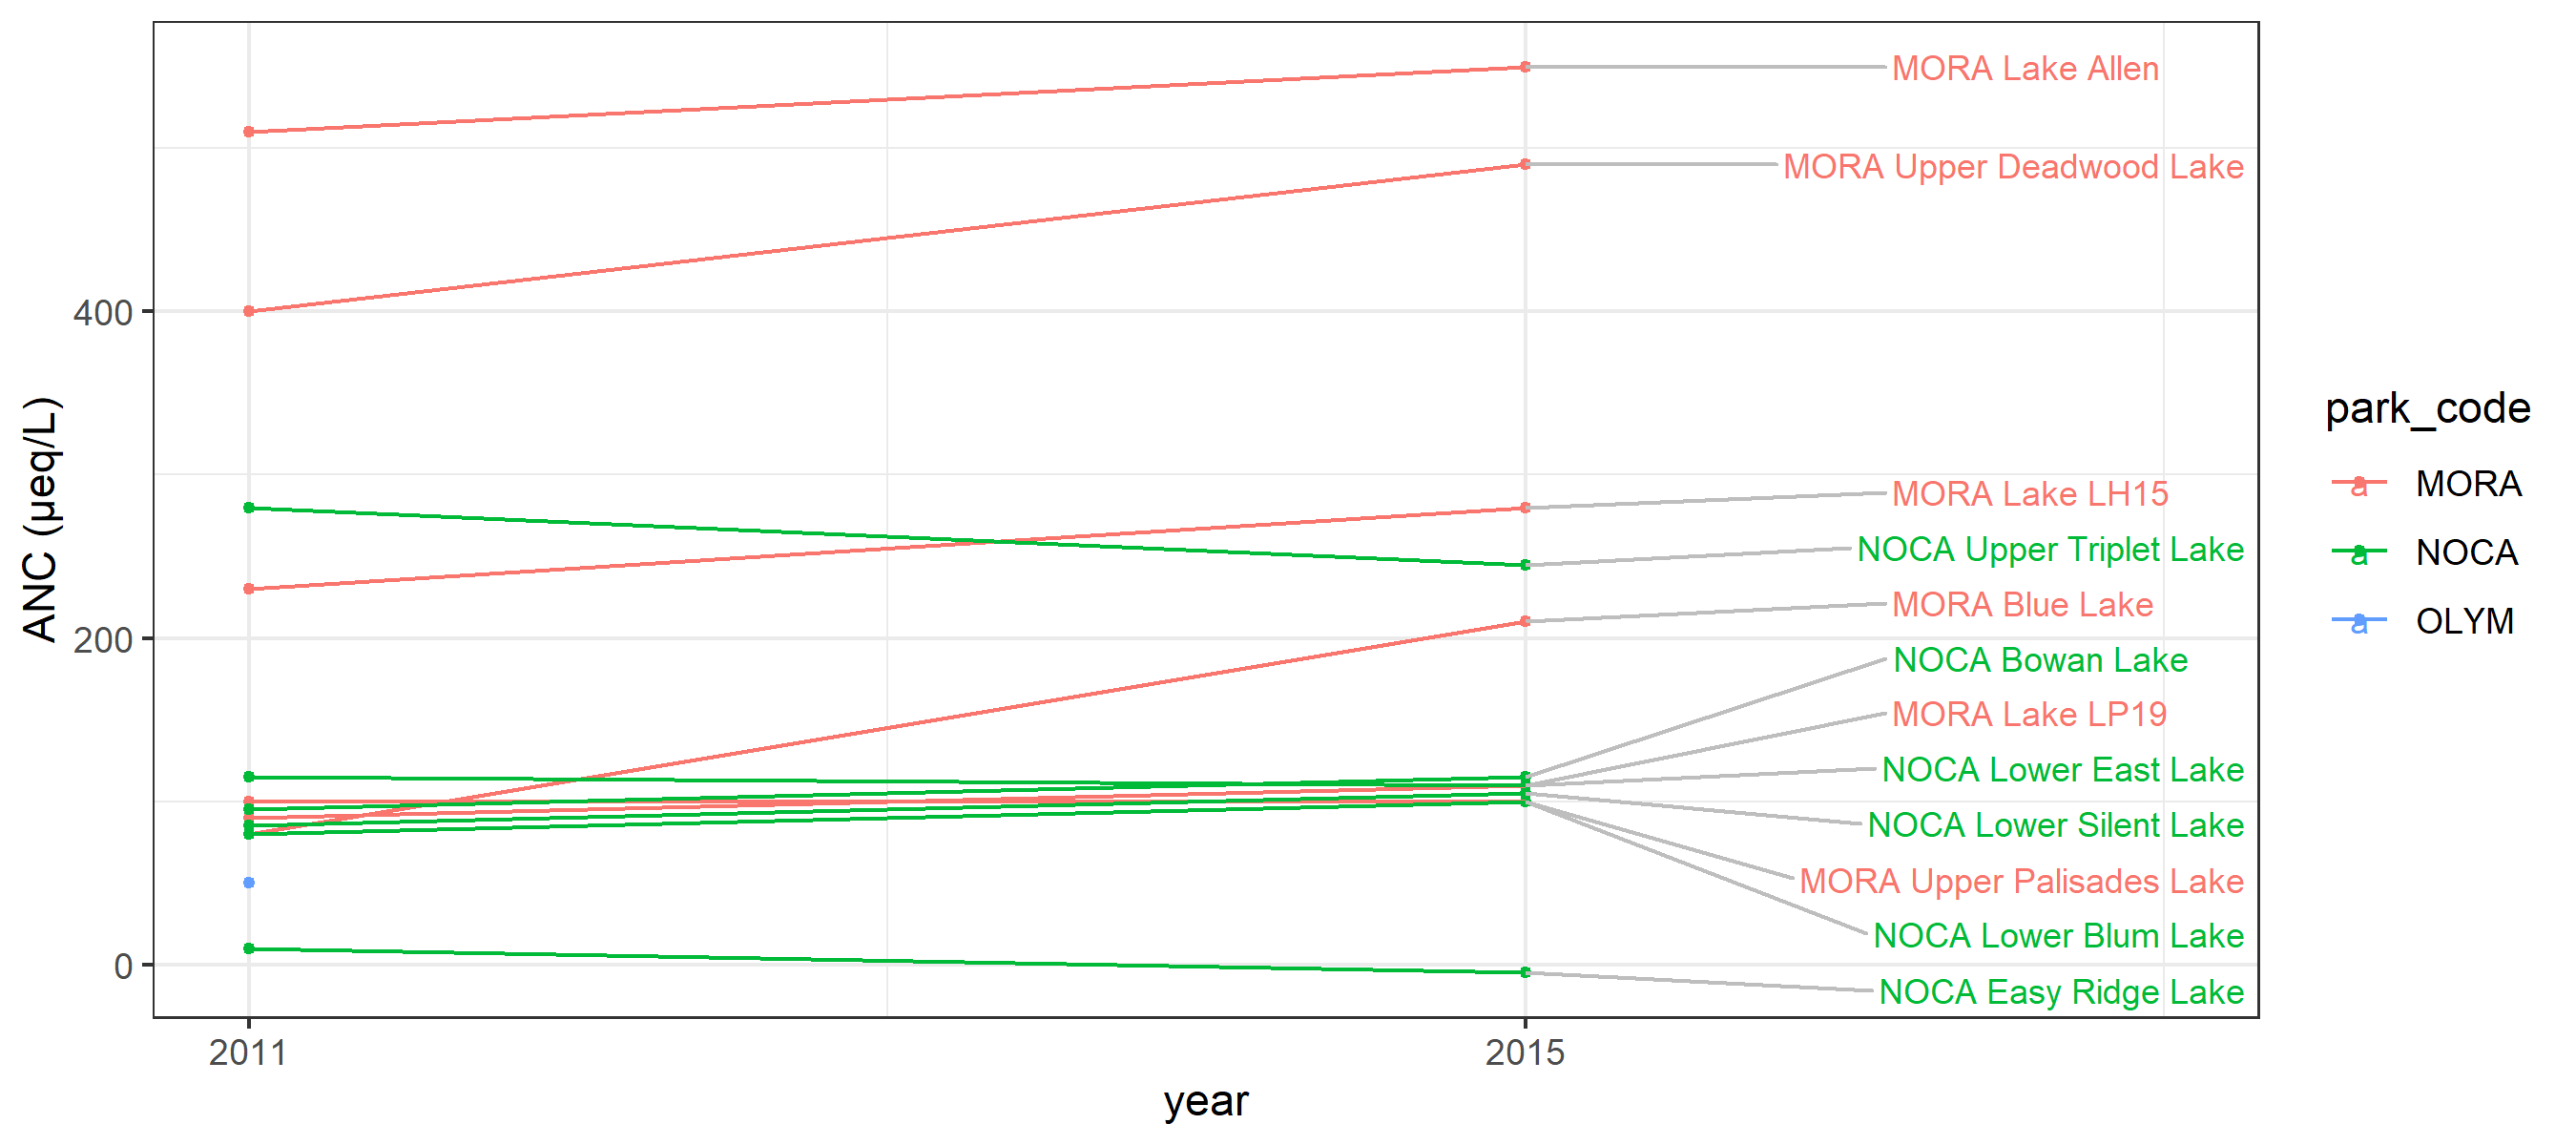 MORA Lake Allen
MORA Upper Deadwood Lake
400
MORA Lake LH15
NOCA Upper Triplet Lake
MORA Blue Lake
200
NOCA Bowan Lake
MORA Lake LP19
NOCA Lower East Lake
NOCA Lower Silent Lake
MORA Upper Palisades Lake
NOCA Lower Blum Lake
0
NOCA Easy Ridge Lake
ANC (µeq/L)
2011 2015
year
park_code
a MORA
a NOCA
a OLYM